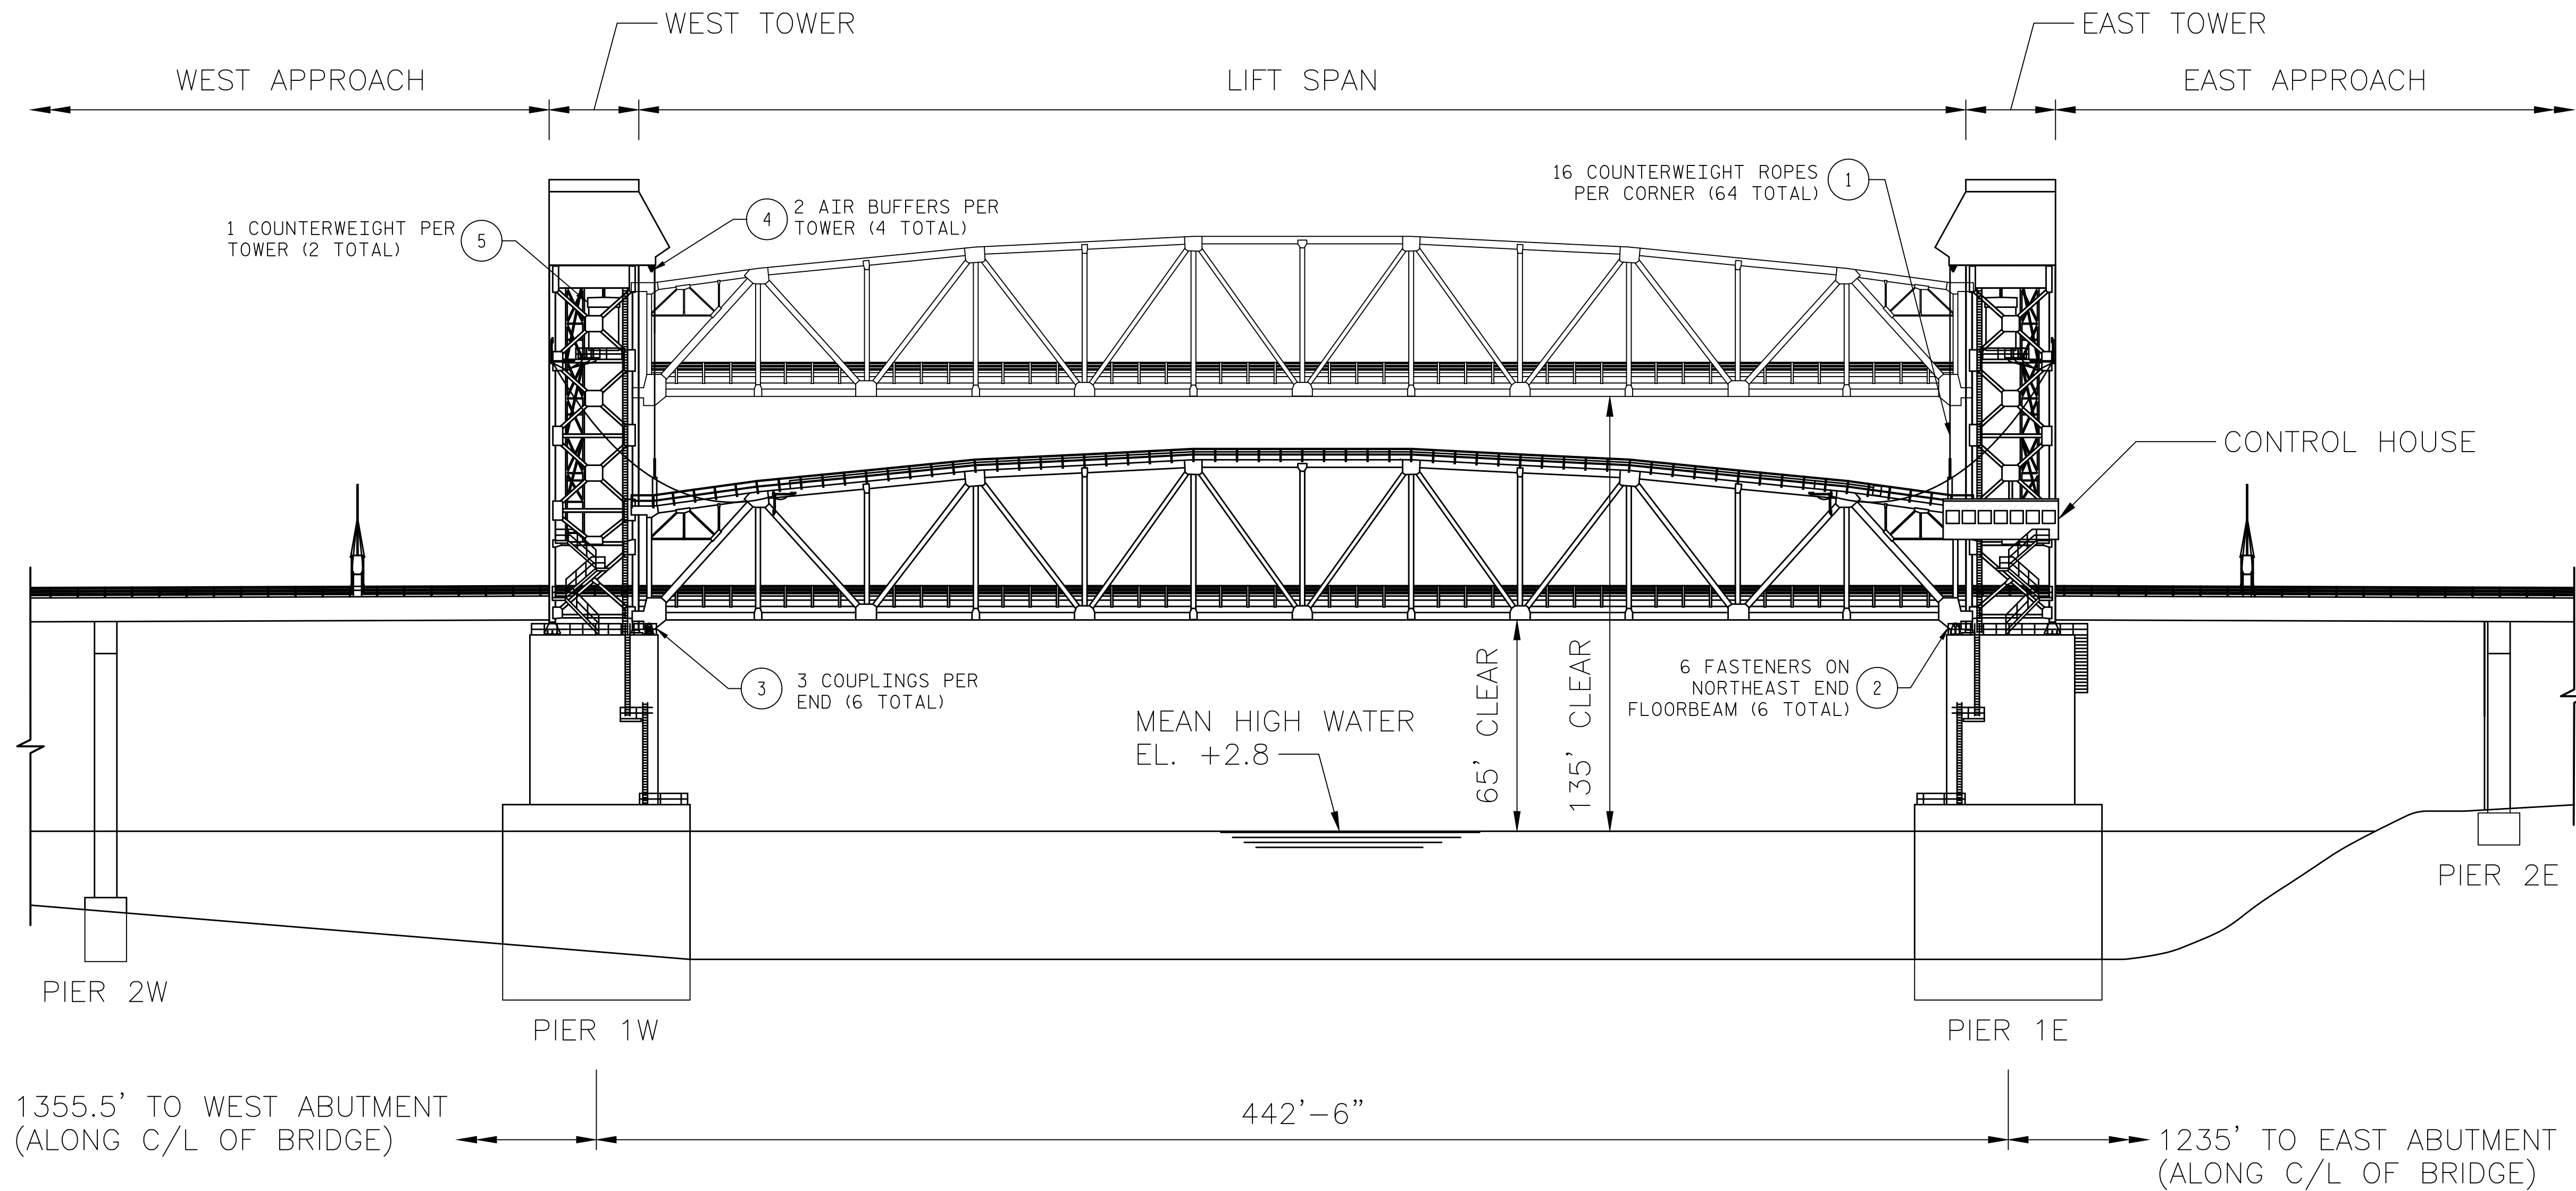 WEST TOWER
EAST TOWER
WEST APPROACH
LIFT SPAN
EAST APPROACH
16 COUNTERWEIGHT ROPES
PER CORNER (64 TOTAL)
1
2 AIR BUFFERS PER
TOWER (4 TOTAL)
4
1 COUNTERWEIGHT PER
TOWER (2 TOTAL)
5
CONTROL HOUSE
3
3 COUPLINGS PER
END (6 TOTAL)
6 FASTENERS ON
NORTHEAST END
FLOORBEAM (6 TOTAL)
2
MEAN HIGH WATER
EL. +2.8
65' CLEAR
135' CLEAR
PIER 2E
PIER 2W
PIER 1W
PIER 1E
1355.5' TO WEST ABUTMENT
(ALONG C/L OF BRIDGE)
442'-6"
1235' TO EAST ABUTMENT
(ALONG C/L OF BRIDGE)